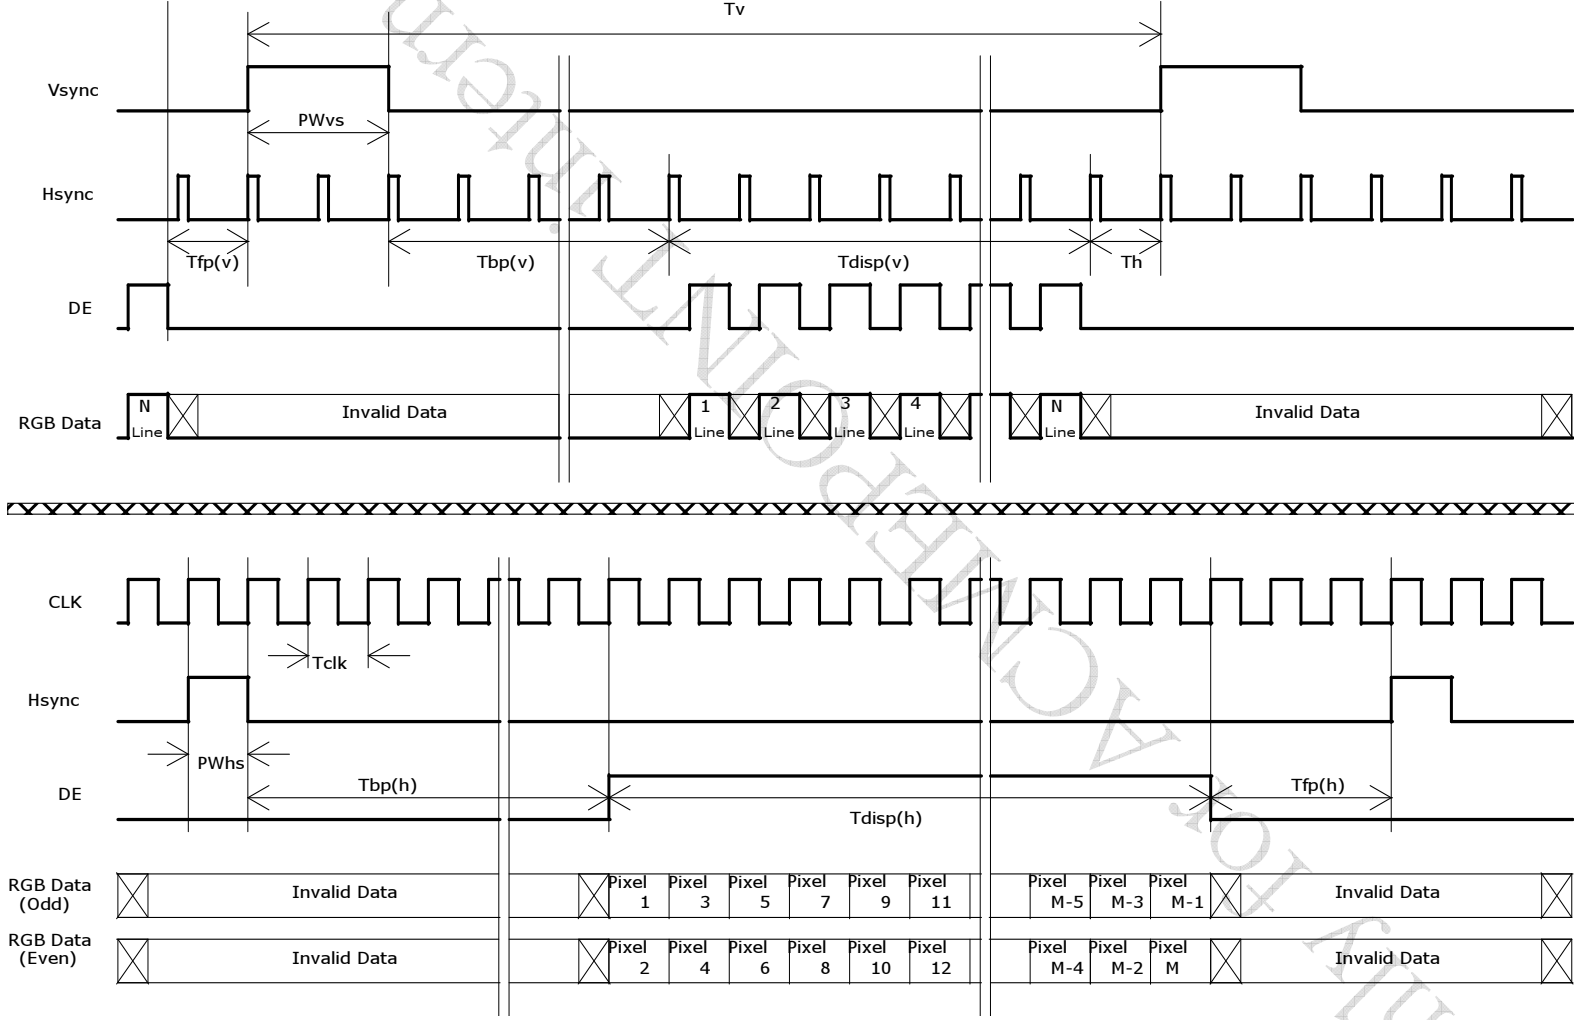 Tv
Vsync
PWvs
Hsync
Tfp(v)
Tbp(v)
Tdisp(v)
Th
DE
RGB Data
N
Line
Invalid Data
1
Line
2
Line
3
Line
4
Line
N
Line
Invalid Data
CLK
Tclk
Hsync
PWhs
DE
Tbp(h)
Tdisp(h)
Tfp(h)
RGB Data
(Odd)
Invalid Data
Pixel
1
Pixel
3
Pixel
5
Pixel
7
Pixel
9
Pixel
11
Pixel
M-5
Pixel
M-3
Pixel
M-1
Invalid Data
RGB Data
(Even)
Invalid Data
Pixel
2
Pixel
4
Pixel
6
Pixel
8
Pixel
10
Pixel
12
Pixel
M-4
Pixel
M-2
Pixel
M
Invalid Data
for ACMEPOINT intern